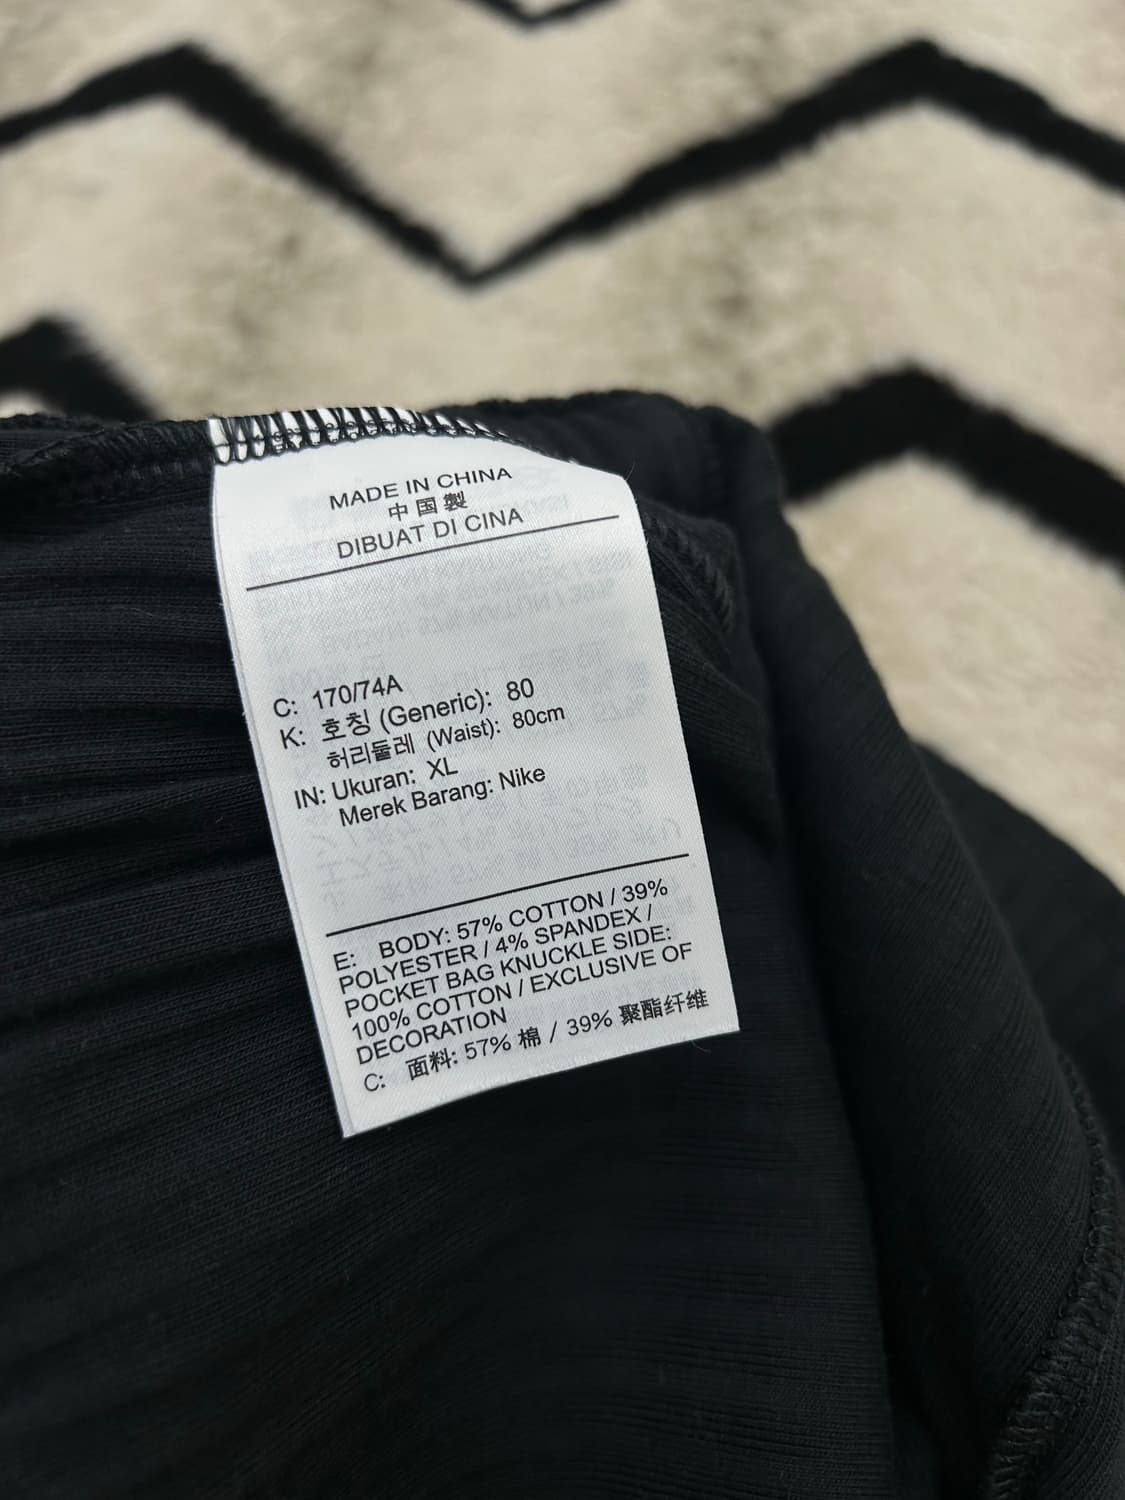 MADE IN CHINA
中国製
DIBUAT DI CINA
C: 170/74A
K: 호칭 (Generic): 80
허리둘레 (Waist): 80cm
IN: Ukuran: XL
Merek Barang: Nike
E: BODY: 57% COTTON / 39%
POLYESTER / 4% SPANDEX /
POCKET BAG KNUCKLE SIDE:
100% COTTON / EXCLUSIVE OF
DECORATION
C: 面料: 57% 棉 / 39% 聚酯纤维